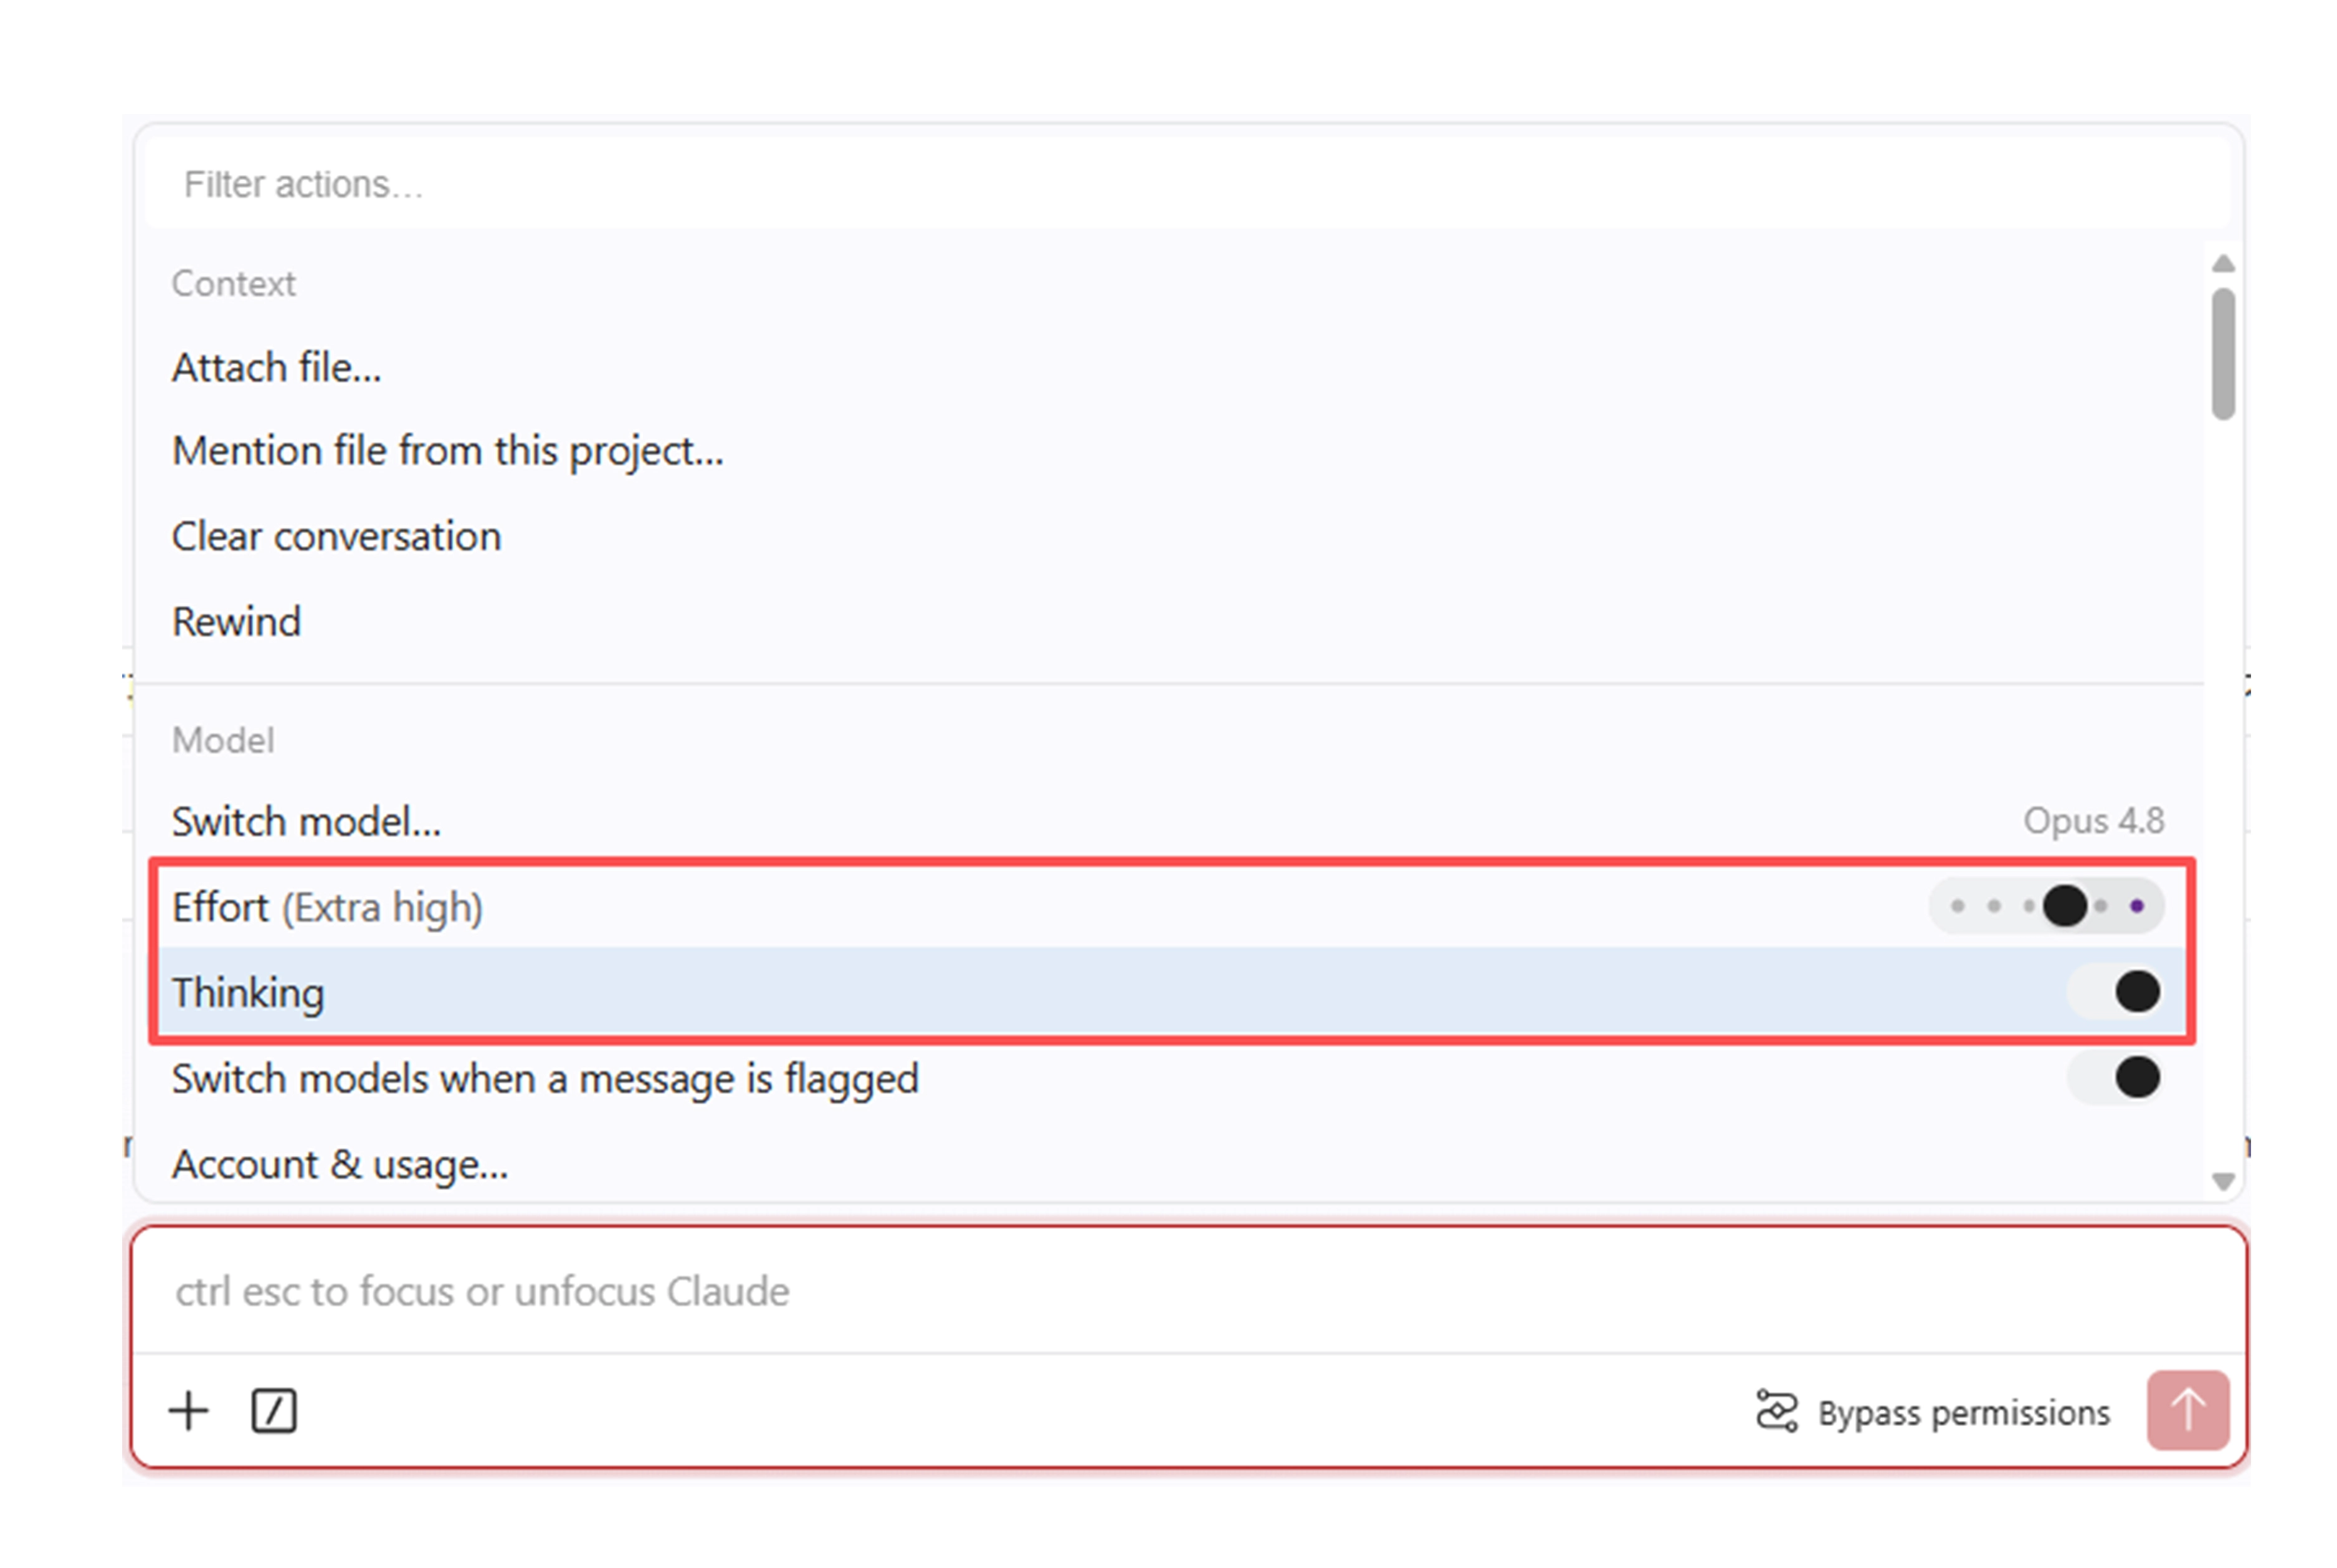 Filter actions...
Context
Attach file...
Mention file from this project...
Clear conversation
Rewind
Model
Switch model... Opus 4.8
Effort (Extra high)
Thinking
Switch models when a message is flagged
Account & usage...
ctrl esc to focus or unfocus Claude
Bypass permissions